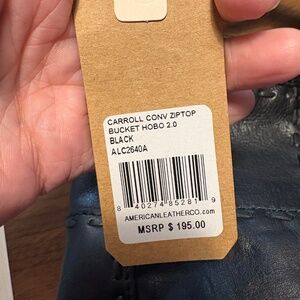 CARROLL CONV ZIPTOP
BUCKET HOBO 2.0
BLACK
ALC2640A
8 40274 85281 9
AMERICANLEATHERCO.com
MSRP $ 195.00